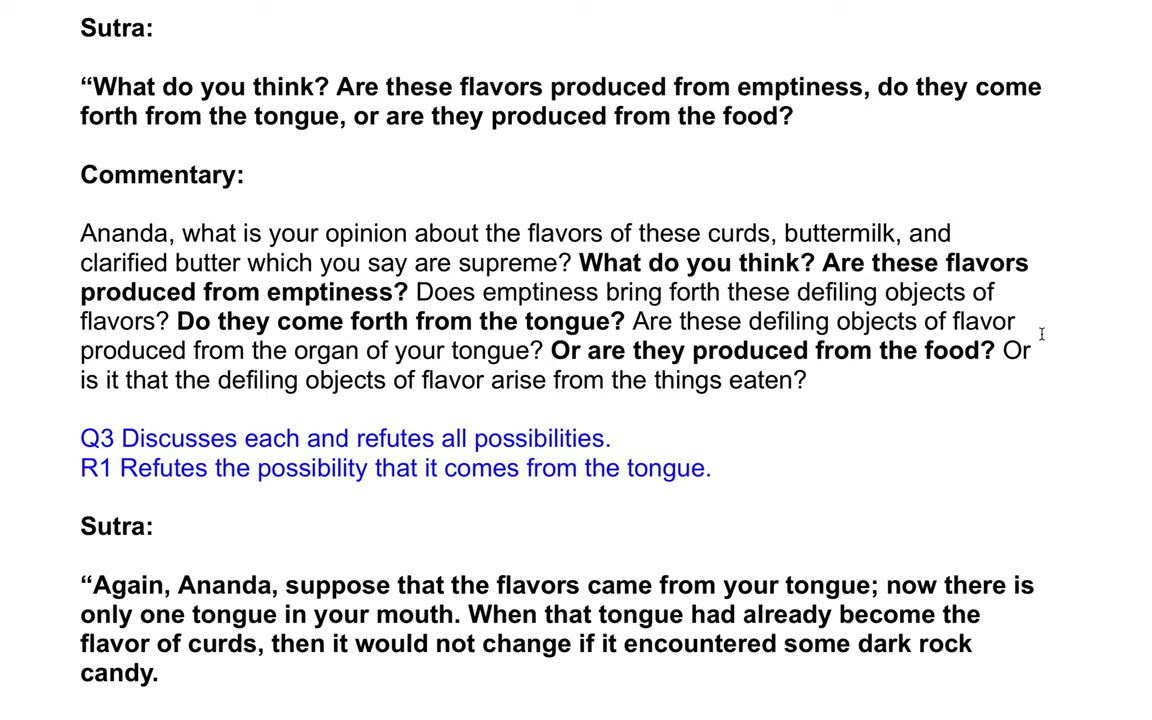 Sutra:
“What do you think? Are these flavors produced from emptiness, do they come
forth from the tongue, or are they produced from the food?
Commentary:
Ananda, what is your opinion about the flavors of these curds, buttermilk, and
clarified butter which you say are supreme? What do you think? Are these flavors
produced from emptiness? Does emptiness bring forth these defiling objects of
flavors? Do they come forth from the tongue? Are these defiling objects of flavor
produced from the organ of your tongue? Or are they produced from the food? Or
is it that the defiling objects of flavor arise from the things eaten?
Q3 Discusses each and refutes all possibilities.
R1 Refutes the possibility that it comes from the tongue.
Sutra:
“Again, Ananda, suppose that the flavors came from your tongue; now there is
only one tongue in your mouth. When that tongue had already become the
flavor of curds, then it would not change if it encountered some dark rock
candy.